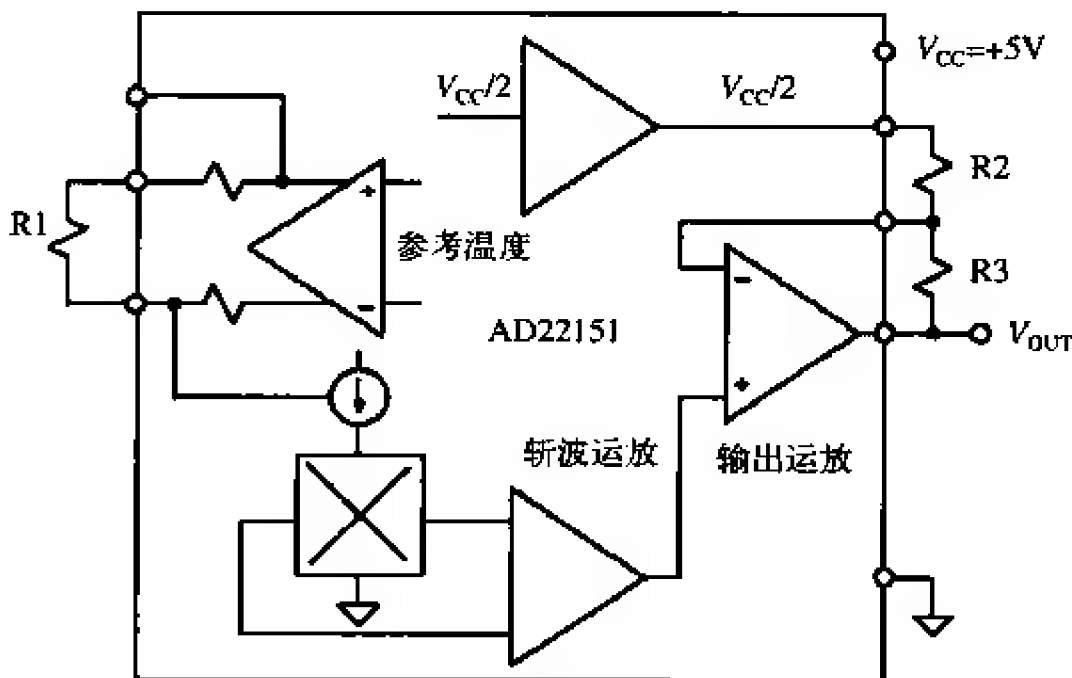 V_CC=+5V
V_CC/2
V_CC/2
R2
R1
+
参考温度
−
R3
−
AD22151
V_OUT
+
斩波运放
输出运放